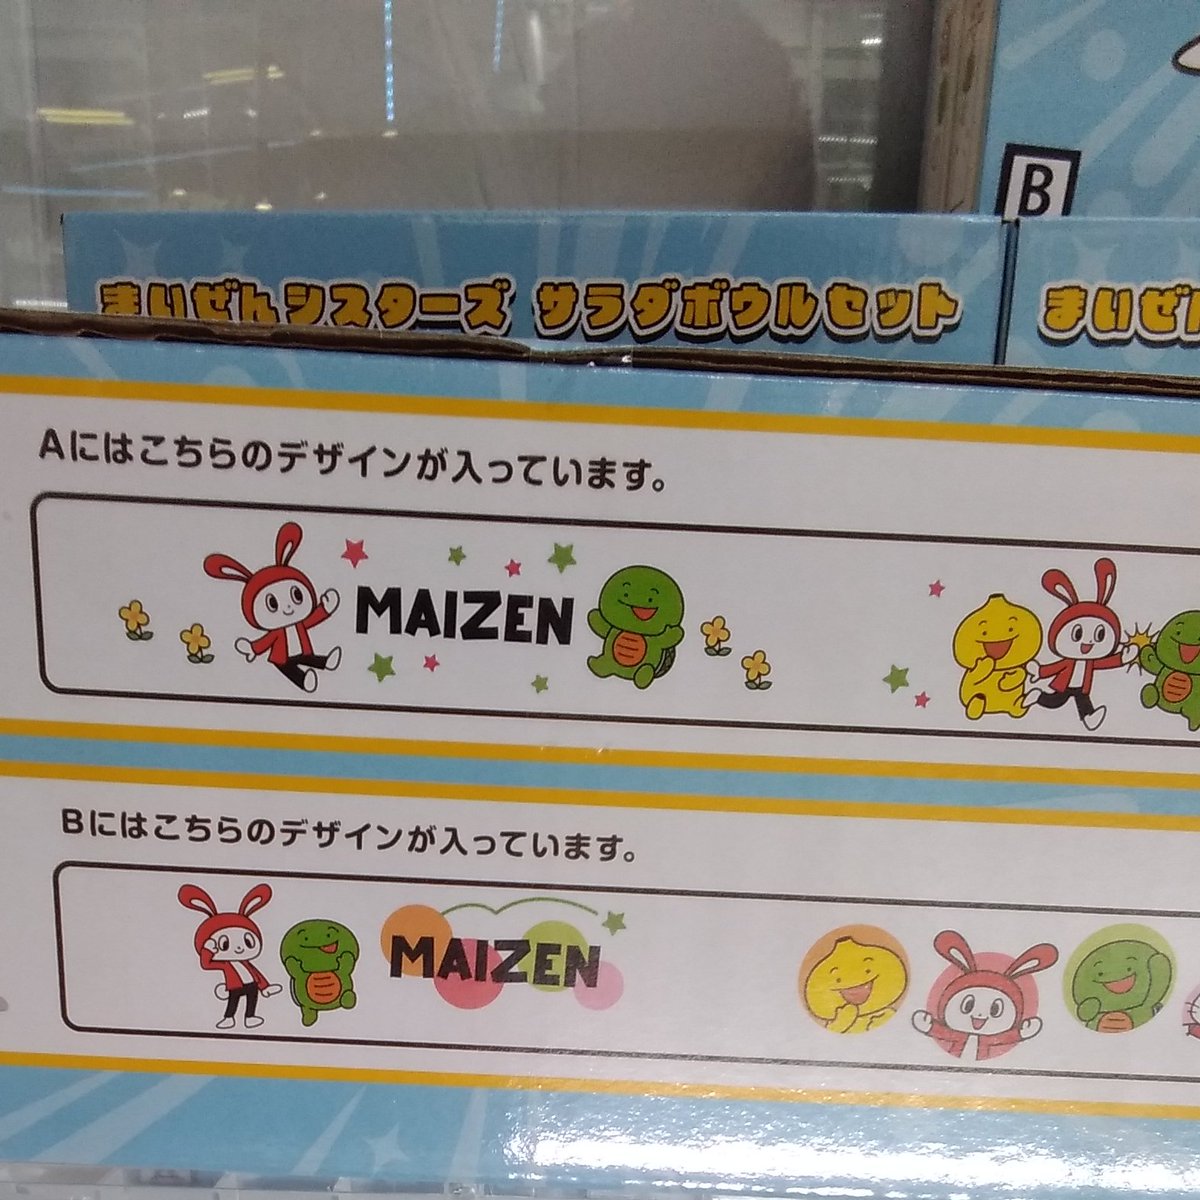 B
まいぜんシスターズ サラダボウルセット
まいぜ
Aにはこちらのデザインが入っています。
MAIZEN
Bにはこちらのデザインが入っています。
MAIZEN